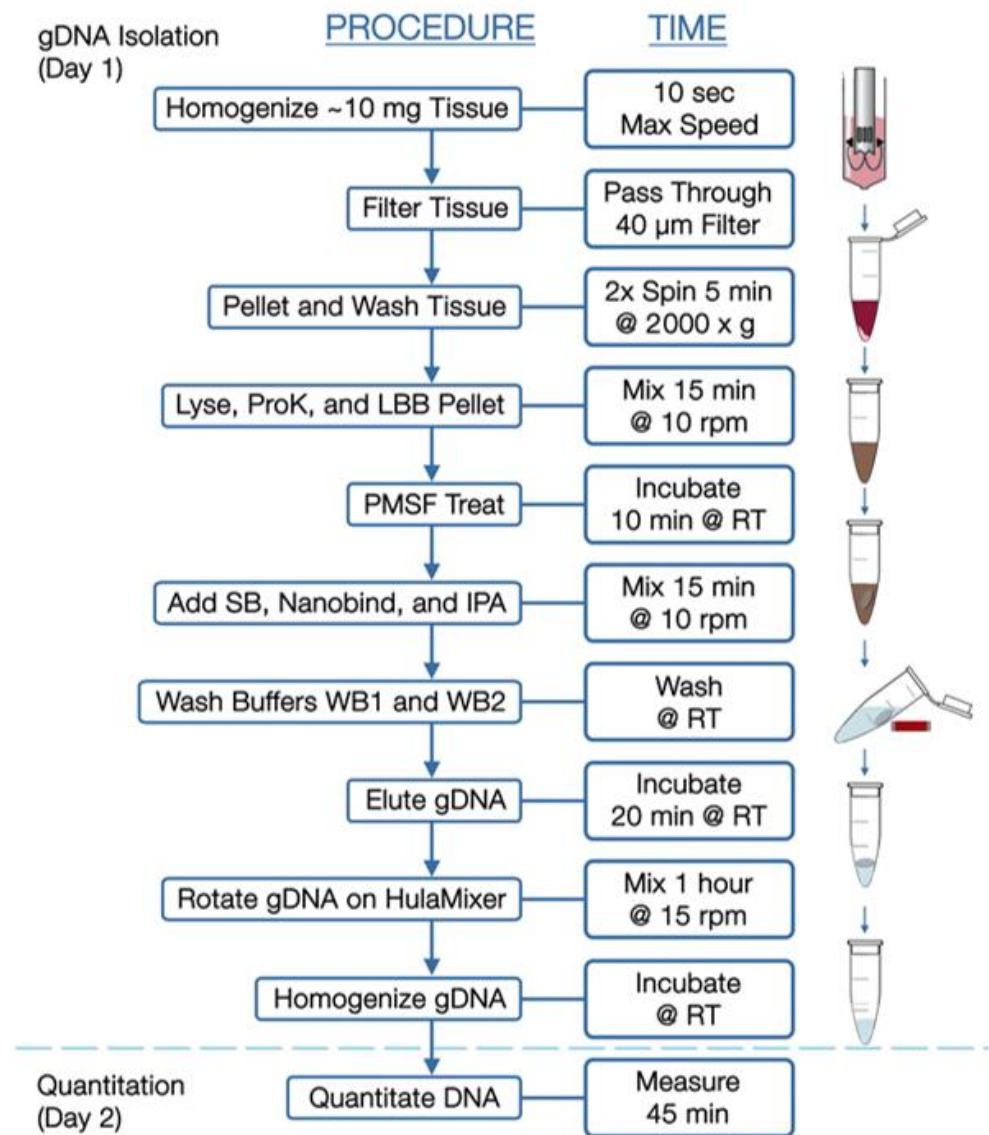 gDNA Isolation
(Day 1)
PROCEDURE
TIME
Homogenize ~10 mg Tissue
10 sec
Max Speed
Filter Tissue
Pass Through
40 µm Filter
Pellet and Wash Tissue
2x Spin 5 min
@ 2000 x g
Lyse, ProK, and LBB Pellet
Mix 15 min
@ 10 rpm
PMSF Treat
Incubate
10 min @ RT
Add SB, Nanobind, and IPA
Mix 15 min
@ 10 rpm
Wash Buffers WB1 and WB2
Wash
@ RT
Elute gDNA
Incubate
20 min @ RT
Rotate gDNA on HulaMixer
Mix 1 hour
@ 15 rpm
Homogenize gDNA
Incubate
@ RT
Quantitation
(Day 2)
Quantitate DNA
Measure
45 min